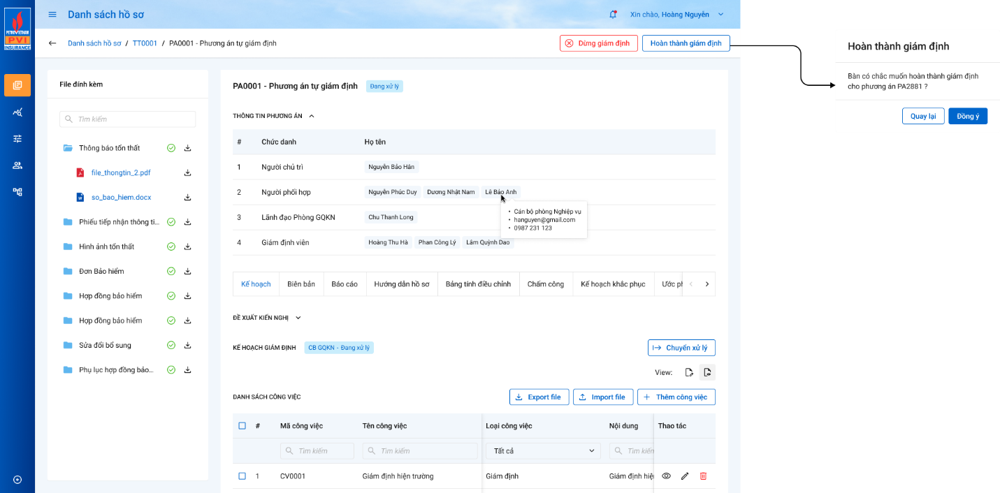 PETROVIETNAM
PVI
INSURANCE
Danh sách hồ sơ
Xin chào, Hoàng Nguyễn
Danh sách hồ sơ / TT0001 / PA0001 - Phương án tự giám định
Dừng giám định
Hoàn thành giám định
File đính kèm
Tìm kiếm
Thông báo tổn thất
file_thongtin_2.pdf
so_bao_hiem.docx
Phiếu tiếp nhận thông ti...
Hình ảnh tổn thất
Đơn Bảo hiểm
Hợp đồng bảo hiểm
Hợp đồng bảo hiểm
Sửa đổi bổ sung
Phụ lục hợp đồng bảo...
PA0001 - Phương án tự giám định
Đang xử lý
THÔNG TIN PHƯƠNG ÁN
# Chức danh Họ tên
1 Người chủ trì Nguyễn Bảo Hân
2 Người phối hợp Nguyễn Phúc Duy Dương Nhật Nam Lê Bảo Anh
• Cán bộ phòng Nghiệp vụ
• hanguyen@gmail.com
• 0987 231 123
3 Lãnh đạo Phòng GQKN Chu Thanh Long
4 Giám định viên Hoàng Thu Hà Phan Công Lý Lâm Quỳnh Dao
Kế hoạch Biên bản Báo cáo Hướng dẫn hồ sơ Bảng tính điều chỉnh Chấm công Kế hoạch khắc phục Ước ph
ĐỀ XUẤT KIẾN NGHỊ
KẾ HOẠCH GIÁM ĐỊNH
CB GQKN - Đang xử lý
Chuyển xử lý
View:
DANH SÁCH CÔNG VIỆC
Export file
Import file
Thêm công việc
# Mã công việc Tên công việc Loại công việc Nội dung Thao tác
Tìm kiếm Tìm kiếm Tất cả Tìm kiếm
1 CV0001 Giám định hiện trường Giám định Giám định hiện
Hoàn thành giám định
Bàn có chắc muốn hoàn thành giám định
cho phương án PA2881 ?
Quay lại
Đồng ý